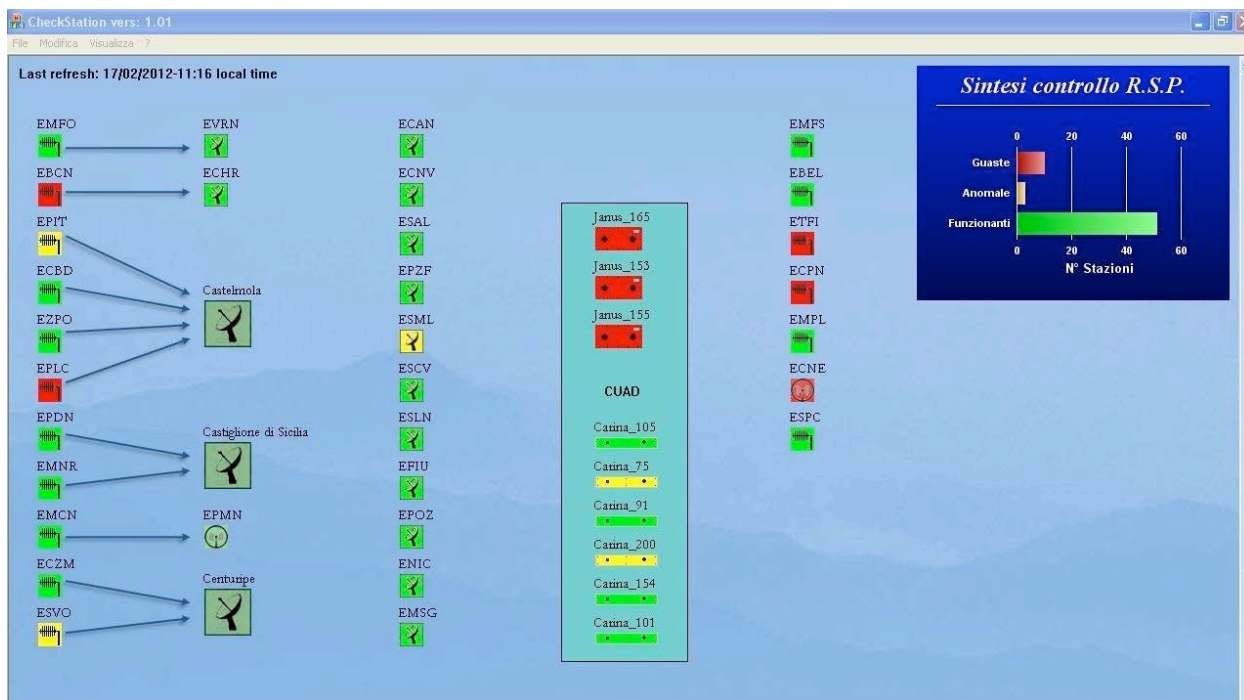 CheckStation vers: 1.01
File Modifica Visualizza ?
Last refresh: 17/02/2012-11:16 local time
EMFO
EBCN
EPIT
ECBD
EZPO
EPLC
EPDN
EMNR
EMCN
ECZM
ESVO
EVRN
ECHR
Castelmola
Castiglione di Sicilia
EPMN
Centuripe
ECAN
ECNV
ESAL
EPZF
ESML
ESCV
ESLN
EFIU
EPOZ
ENIC
EMSG
Janus_165
Janus_153
Janus_155
CUAD
Carina_105
Carina_75
Carina_91
Carina_200
Carina_154
Carina_101
EMFS
EBEL
ETFI
ECPN
EMPL
ECNE
ESPC
Sintesi controllo R.S.P.
0 20 40 60
Guaste
Anomale
Funzionanti
0 20 40 60
N° Stazioni